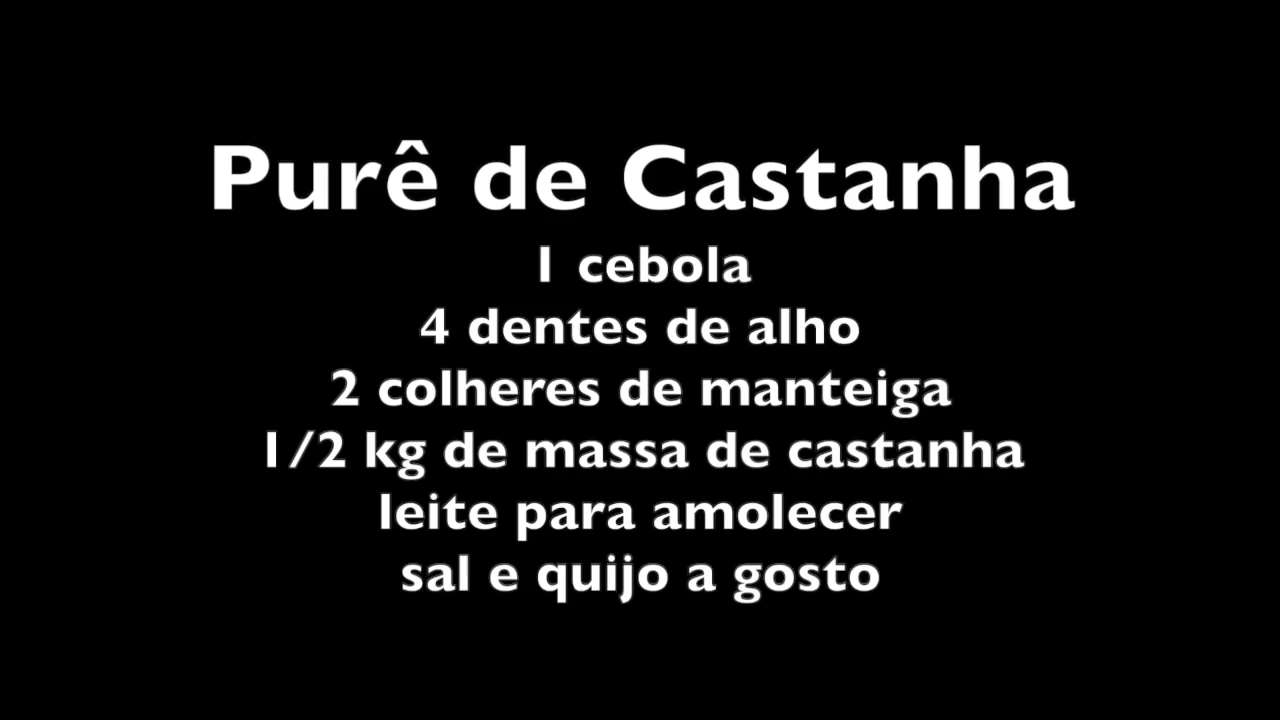 Purê de Castanha
1 cebola
4 dentes de alho
2 colheres de manteiga
1/2 kg de massa de castanha
leite para amolecer
sal e quijo a gosto